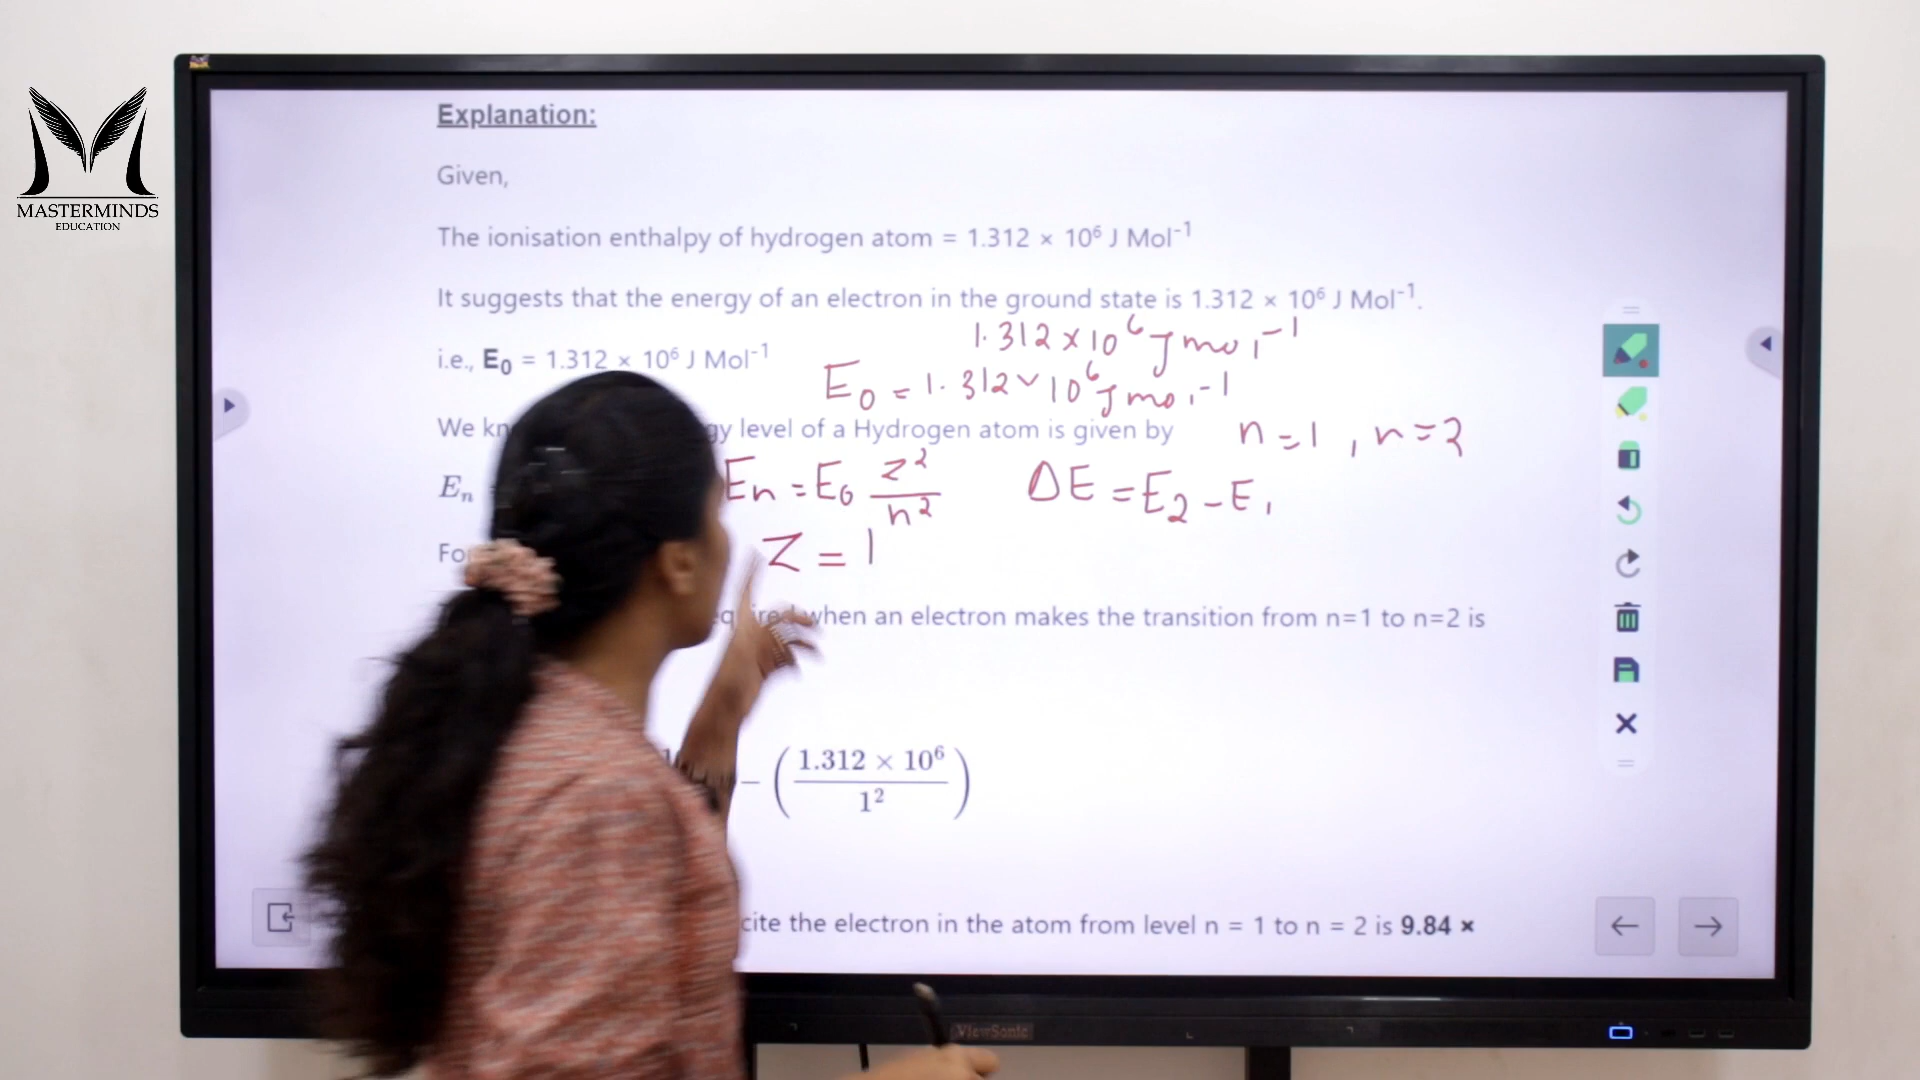 MASTERMINDS
EDUCATION
Explanation:
Given,
The ionisation enthalpy of hydrogen atom = 1.312 × 10⁶ J Mol⁻¹
It suggests that the energy of an electron in the ground state is 1.312 × 10⁶ J Mol⁻¹.
1.312 × 10⁶ J mol⁻¹
i.e., E₀ = 1.312 × 10⁶ J Mol⁻¹
E₀ = 1.312 × 10⁶ J mol⁻¹
We level of a Hydrogen atom is given by
n = 1 , n = 2
Eₙ
Eₙ = E₀ z²/n²
ΔE = E₂ - E₁
Z = 1
when an electron makes the transition from n=1 to n=2 is
− (1.312 × 10⁶ / 1²)
the electron in the atom from level n = 1 to n = 2 is 9.84 ×
ViewSonic